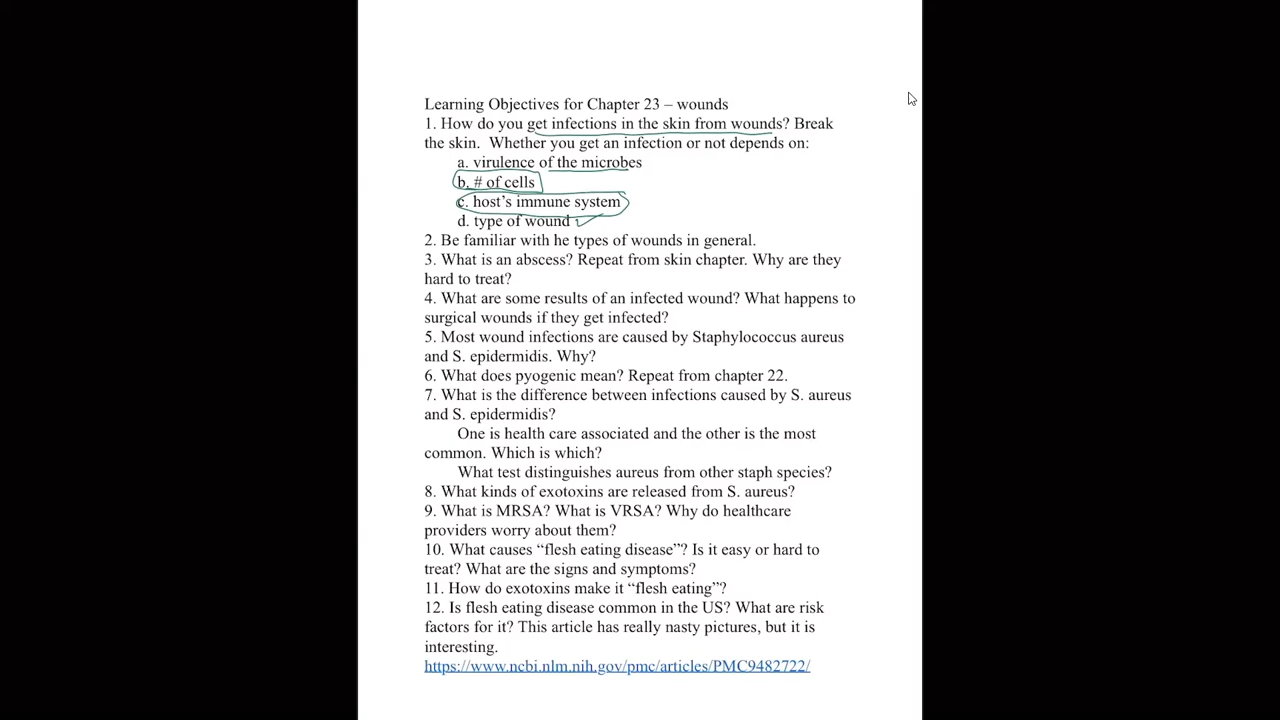 Learning Objectives for Chapter 23 – wounds
1. How do you get infections in the skin from wounds? Break
the skin.  Whether you get an infection or not depends on:
a. virulence of the microbes
b. # of cells
c. host’s immune system
d. type of wound
2. Be familiar with he types of wounds in general.
3. What is an abscess? Repeat from skin chapter. Why are they
hard to treat?
4. What are some results of an infected wound? What happens to
surgical wounds if they get infected?
5. Most wound infections are caused by Staphylococcus aureus
and S. epidermidis. Why?
6. What does pyogenic mean? Repeat from chapter 22.
7. What is the difference between infections caused by S. aureus
and S. epidermidis?
One is health care associated and the other is the most
common. Which is which?
What test distinguishes aureus from other staph species?
8. What kinds of exotoxins are released from S. aureus?
9. What is MRSA? What is VRSA? Why do healthcare
providers worry about them?
10. What causes “flesh eating disease”? Is it easy or hard to
treat? What are the signs and symptoms?
11. How do exotoxins make it “flesh eating”?
12. Is flesh eating disease common in the US? What are risk
factors for it? This article has really nasty pictures, but it is
interesting.
https://www.ncbi.nlm.nih.gov/pmc/articles/PMC9482722/